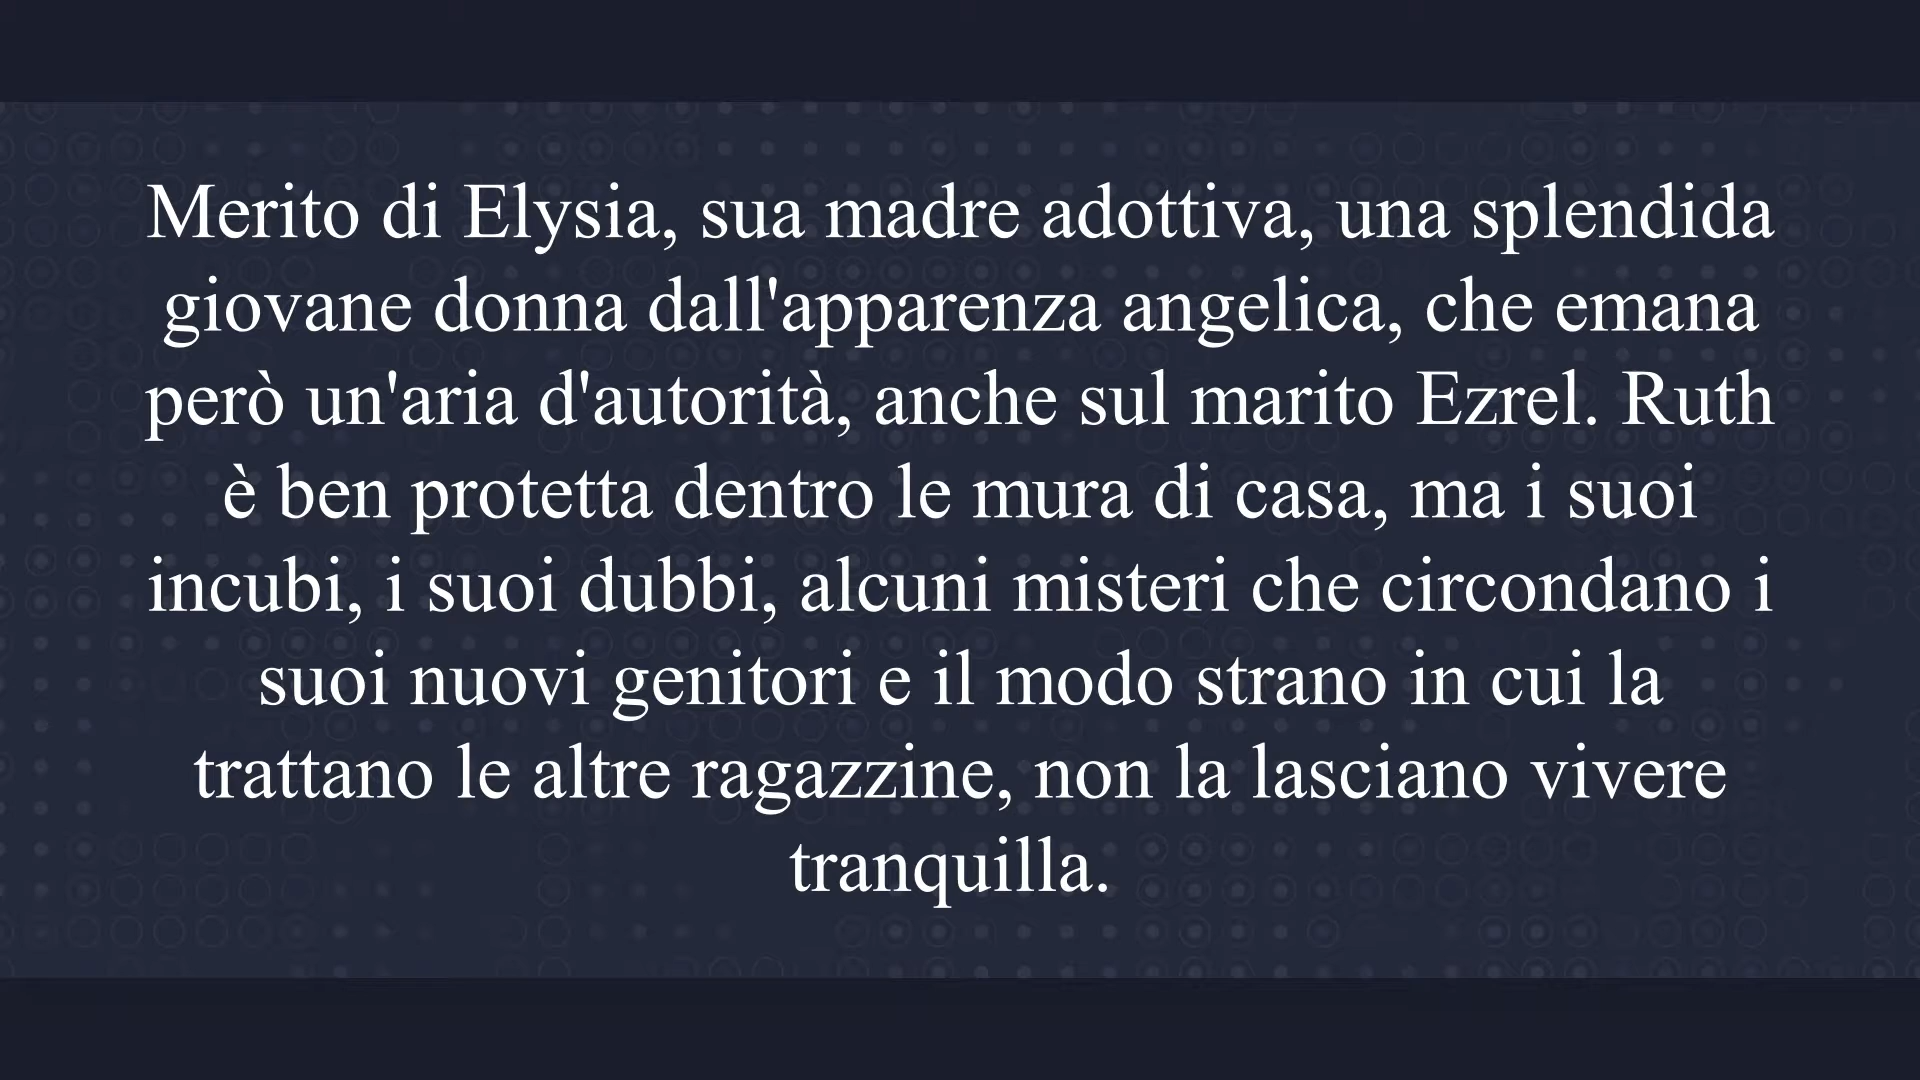 Merito di Elysia, sua madre adottiva, una splendida
giovane donna dall'apparenza angelica, che emana
però un'aria d'autorità, anche sul marito Ezrel. Ruth
è ben protetta dentro le mura di casa, ma i suoi
incubi, i suoi dubbi, alcuni misteri che circondano i
suoi nuovi genitori e il modo strano in cui la
trattano le altre ragazzine, non la lasciano vivere
tranquilla.